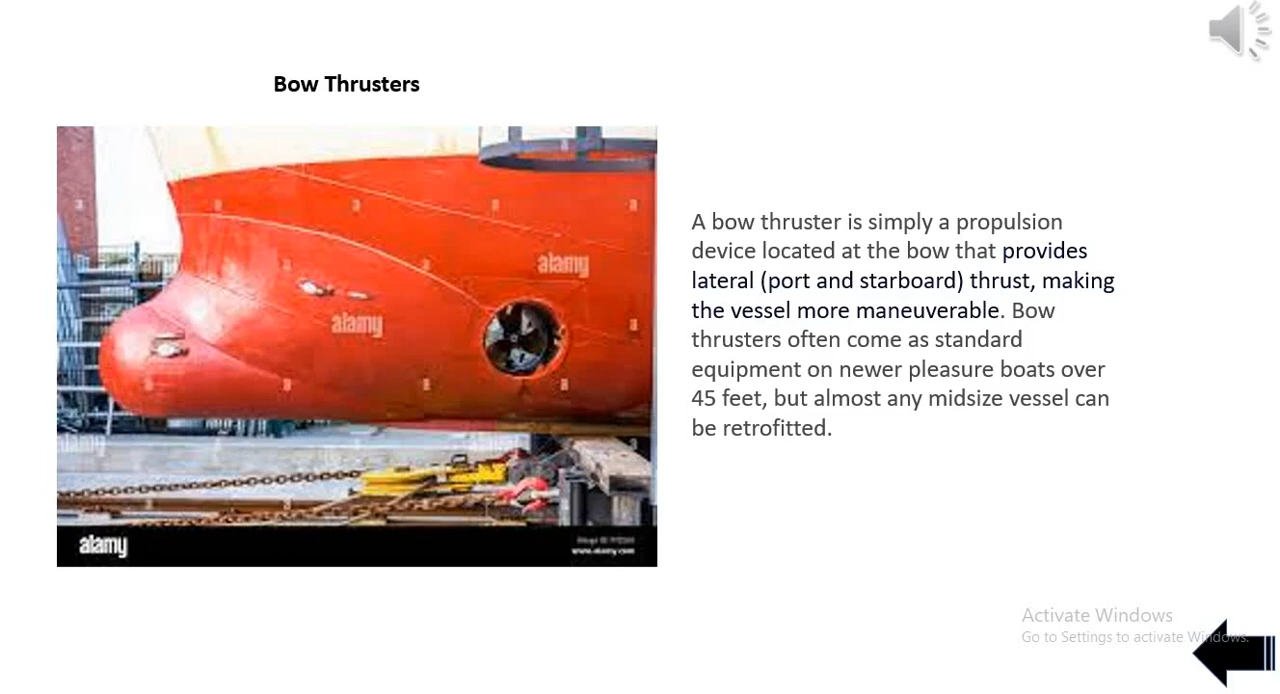 Bow Thrusters
alamy
alamy
alamy
www.alamy.com
A bow thruster is simply a propulsion
device located at the bow that provides
lateral (port and starboard) thrust, making
the vessel more maneuverable. Bow
thrusters often come as standard
equipment on newer pleasure boats over
45 feet, but almost any midsize vessel can
be retrofitted.
Activate Windows
Go to Settings to activate Windows.